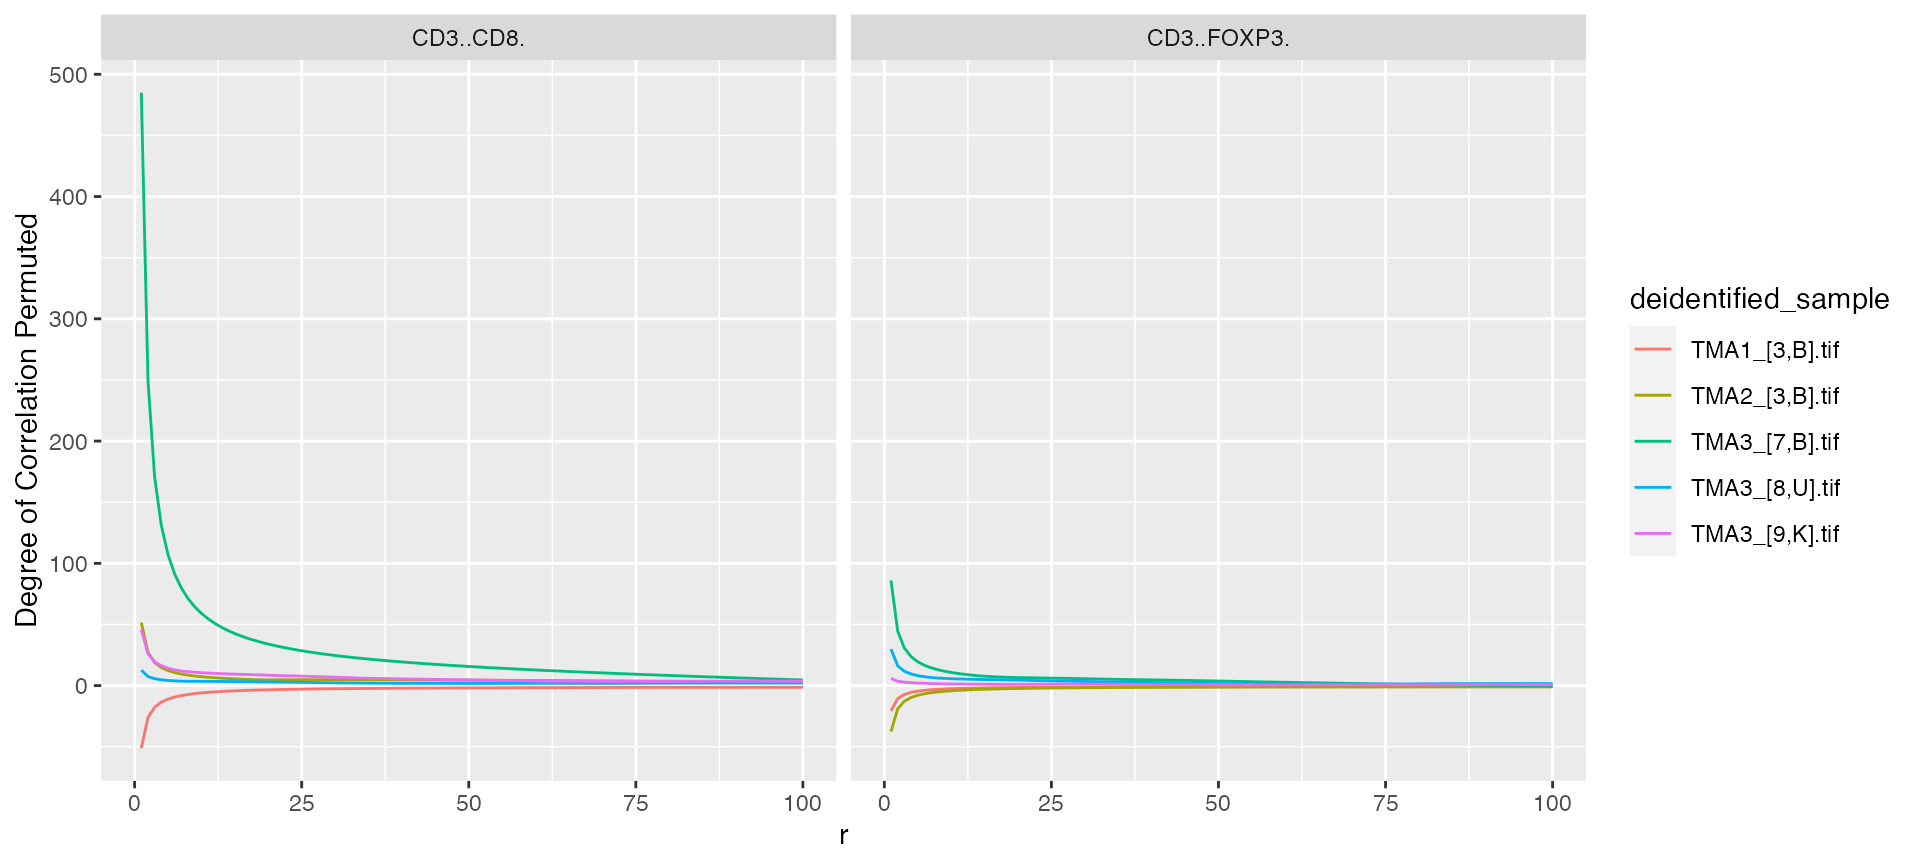 CD3..CD8.
CD3..FOXP3.
500
400
300
200
100
0
Degree of Correlation Permuted
0 25 50 75 100
0 25 50 75 100
r
deidentified_sample
TMA1_[3,B].tif
TMA2_[3,B].tif
TMA3_[7,B].tif
TMA3_[8,U].tif
TMA3_[9,K].tif